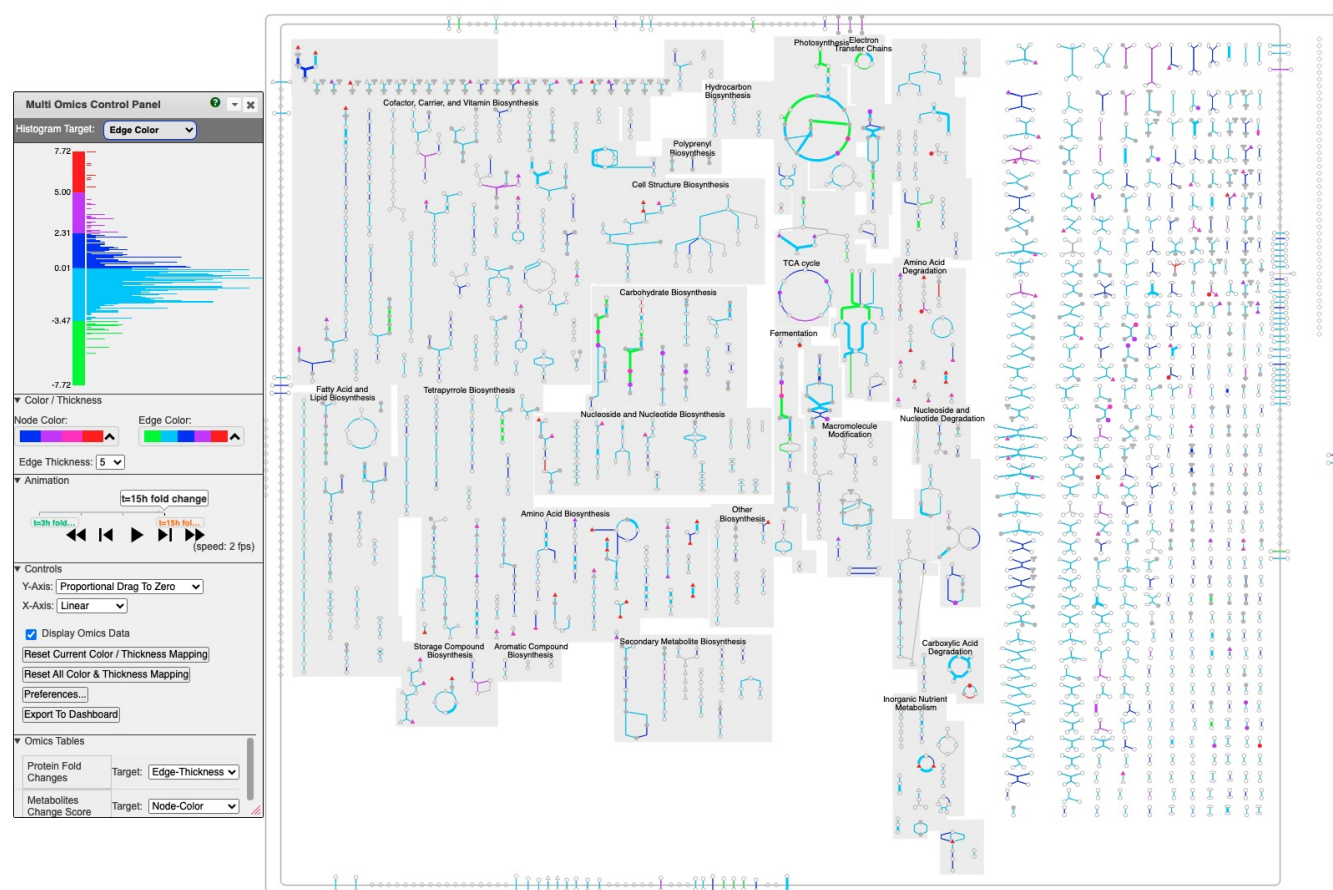 Multi Omics Control Panel
Histogram Target: Edge Color
7.72
5.00
2.31
0.01
-3.47
-7.72
Color / Thickness
Node Color:
Edge Color:
Edge Thickness: 5
Animation
t=15h fold change
t=3h fold...
t=15h fol...
(speed: 2 fps)
Controls
Y-Axis: Proportional Drag To Zero
X-Axis: Linear
Display Omics Data
Reset Current Color / Thickness Mapping
Reset All Color & Thickness Mapping
Preferences...
Export To Dashboard
Omics Tables
Protein Fold
Changes
Target: Edge-Thickness
Metabolites
Change Score
Target: Node-Color
Photosynthesis
Electron
Transfer Chains
Hydrocarbon
Biosynthesis
Cofactor, Carrier, and Vitamin Biosynthesis
Polyprenyl
Biosynthesis
Cell Structure Biosynthesis
TCA cycle
Amino Acid
Degradation
Carbohydrate Biosynthesis
Fermentation
Fatty Acid and
Lipid Biosynthesis
Tetrapyrrole Biosynthesis
Nucleoside and Nucleotide Biosynthesis
Nucleoside and
Nucleotide Degradation
Macromolecule
Modification
Amino Acid Biosynthesis
Other
Biosynthesis
Storage Compound
Biosynthesis
Aromatic Compound
Biosynthesis
Secondary Metabolite Biosynthesis
Carboxylic Acid
Degradation
Inorganic Nutrient
Metabolism